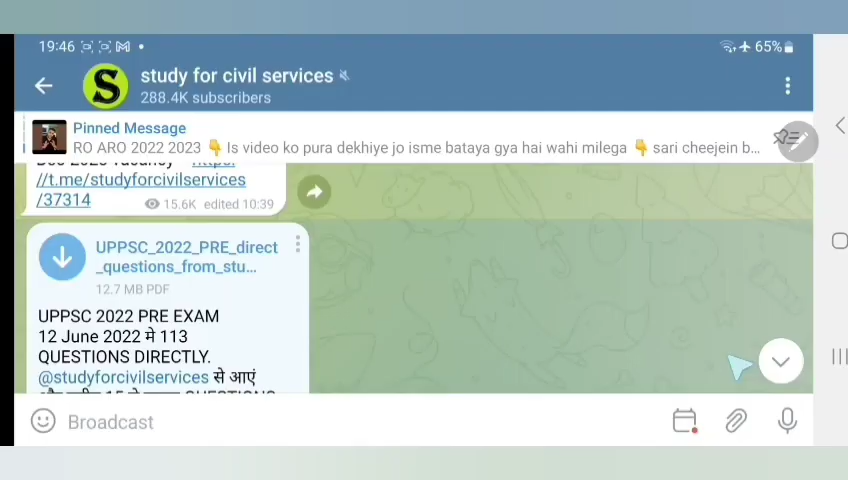 19:46
65%
study for civil services
288.4K subscribers
Pinned Message
RO ARO 2022 2023 👇 Is video ko pura dekhiye jo isme bataya gya hai wahi milega 👇 sari cheejein b...
//t.me/studyforcivilservices
/37314
15.6K edited 10:39
UPPSC_2022_PRE_direct
_questions_from_stu...
12.7 MB PDF
UPPSC 2022 PRE EXAM
12 June 2022 मे 113
QUESTIONS DIRECTLY.
@studyforcivilservices से आएं
Broadcast